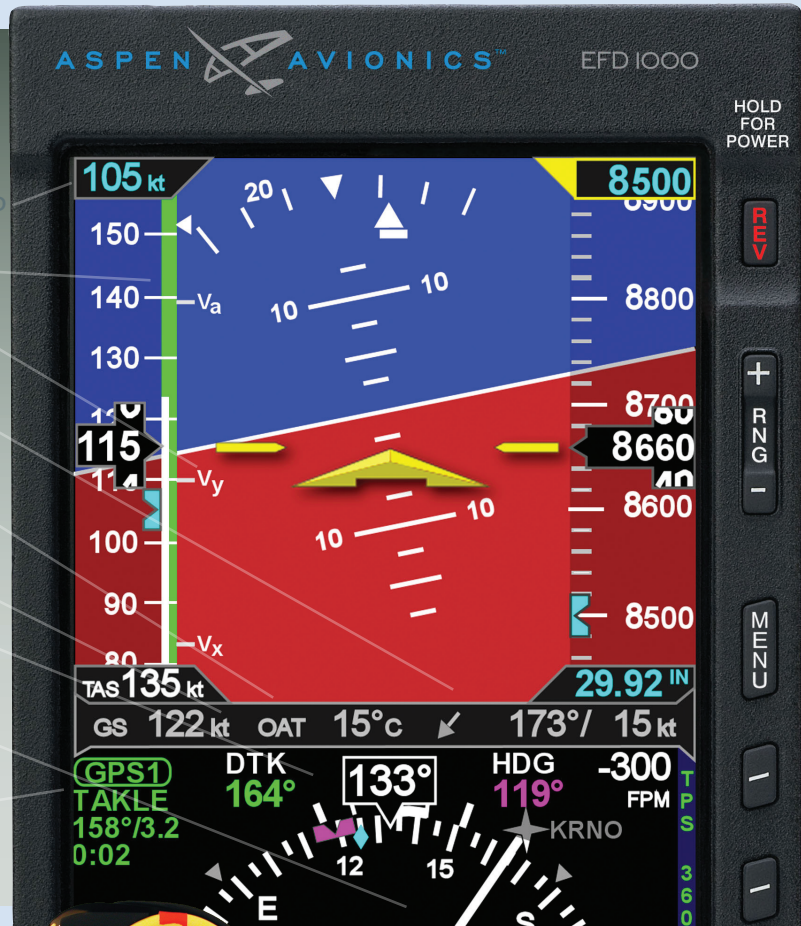 ASPEN AVIONICS™ EFD 1000
HOLD
FOR
POWER
105 kt
20
8500
8900
REV
150
10 10
8800
140 Va
130
8700
+
RNG
-
115
80
8660
40
Vy
10 10
8600
100
90
8500
MENU
Vx
80
TAS 135 kt
29.92 IN
GS 122 kt OAT 15°C 173°/ 15 kt
GPS1
DTK
133°
HDG
-300
TAKLE
164°
119°
FPM
158°/3.2
0:02
TPS 360
KRNO
12
15
E
S